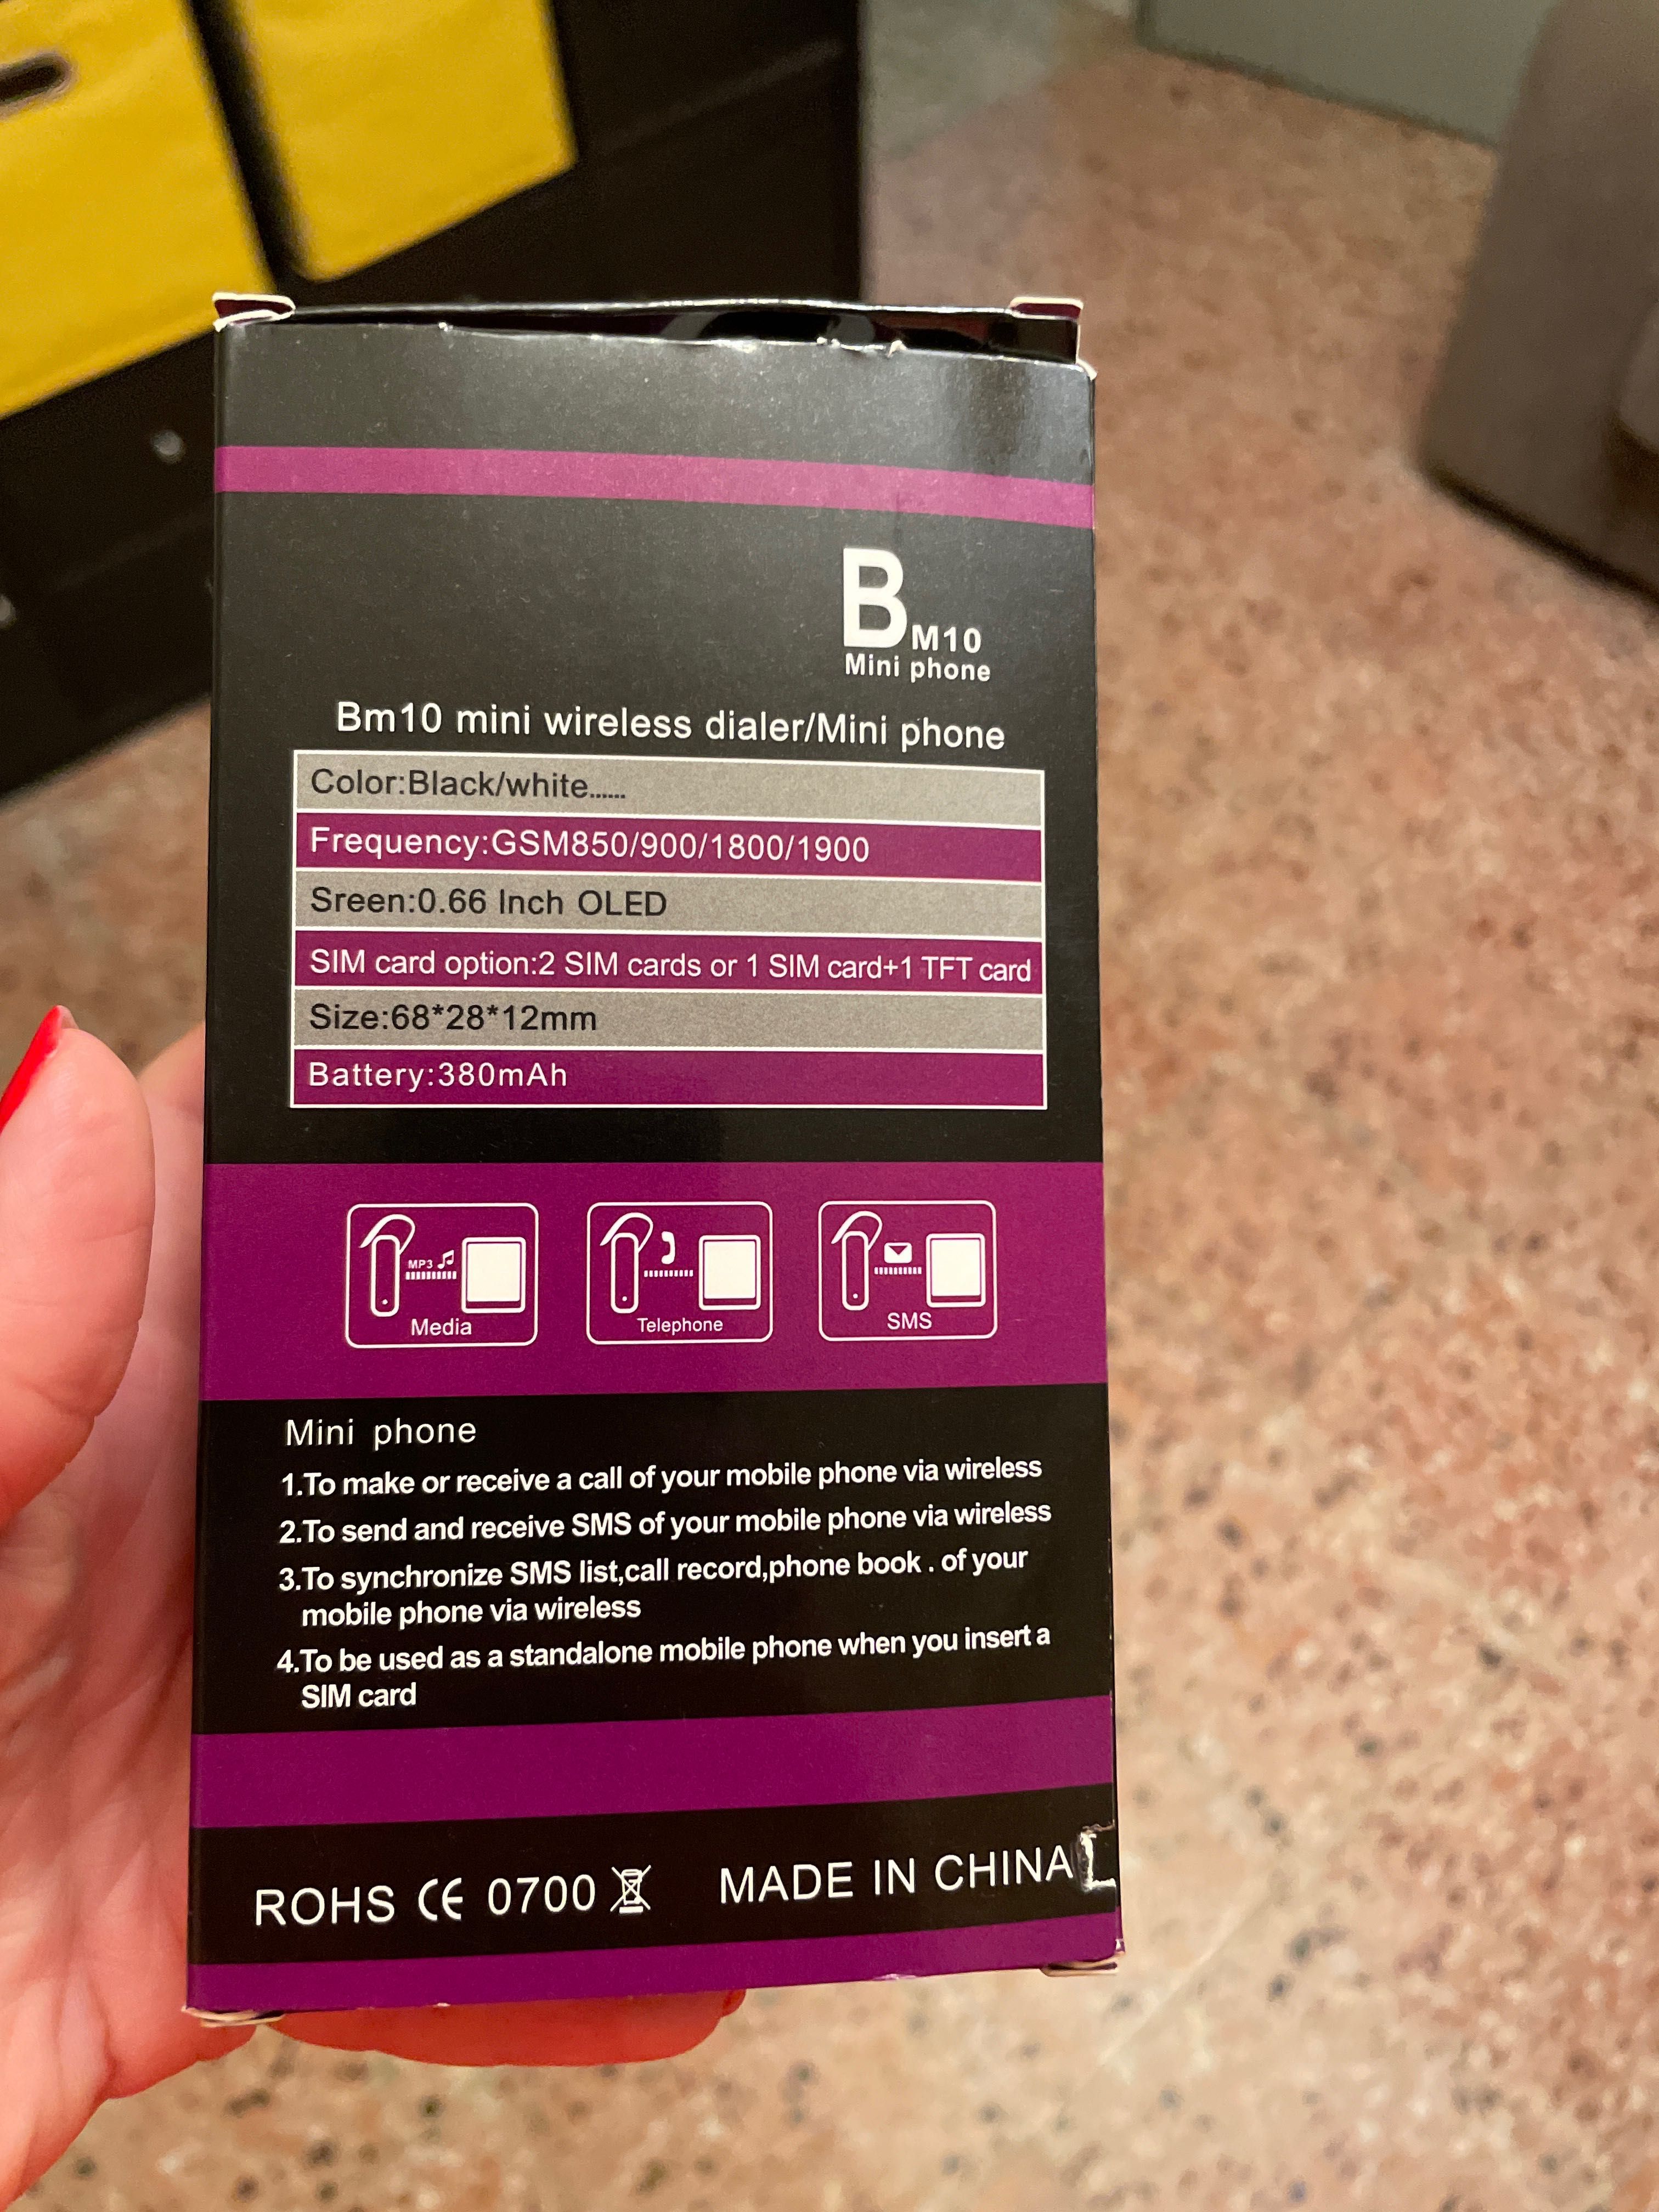 BM10
Mini phone
Bm10 mini wireless dialer/Mini phone
Color:Black/white......
Frequency:GSM850/900/1800/1900
Sreen:0.66 Inch OLED
SIM card option:2 SIM cards or 1 SIM card+1 TFT card
Size:68*28*12mm
Battery:380mAh
MP3
Media
Telephone
SMS
Mini phone
1.To make or receive a call of your mobile phone via wireless
2.To send and receive SMS of your mobile phone via wireless
3.To synchronize SMS list,call record,phone book . of your
mobile phone via wireless
4.To be used as a standalone mobile phone when you insert a
SIM card
ROHS CE 0700 MADE IN CHINA